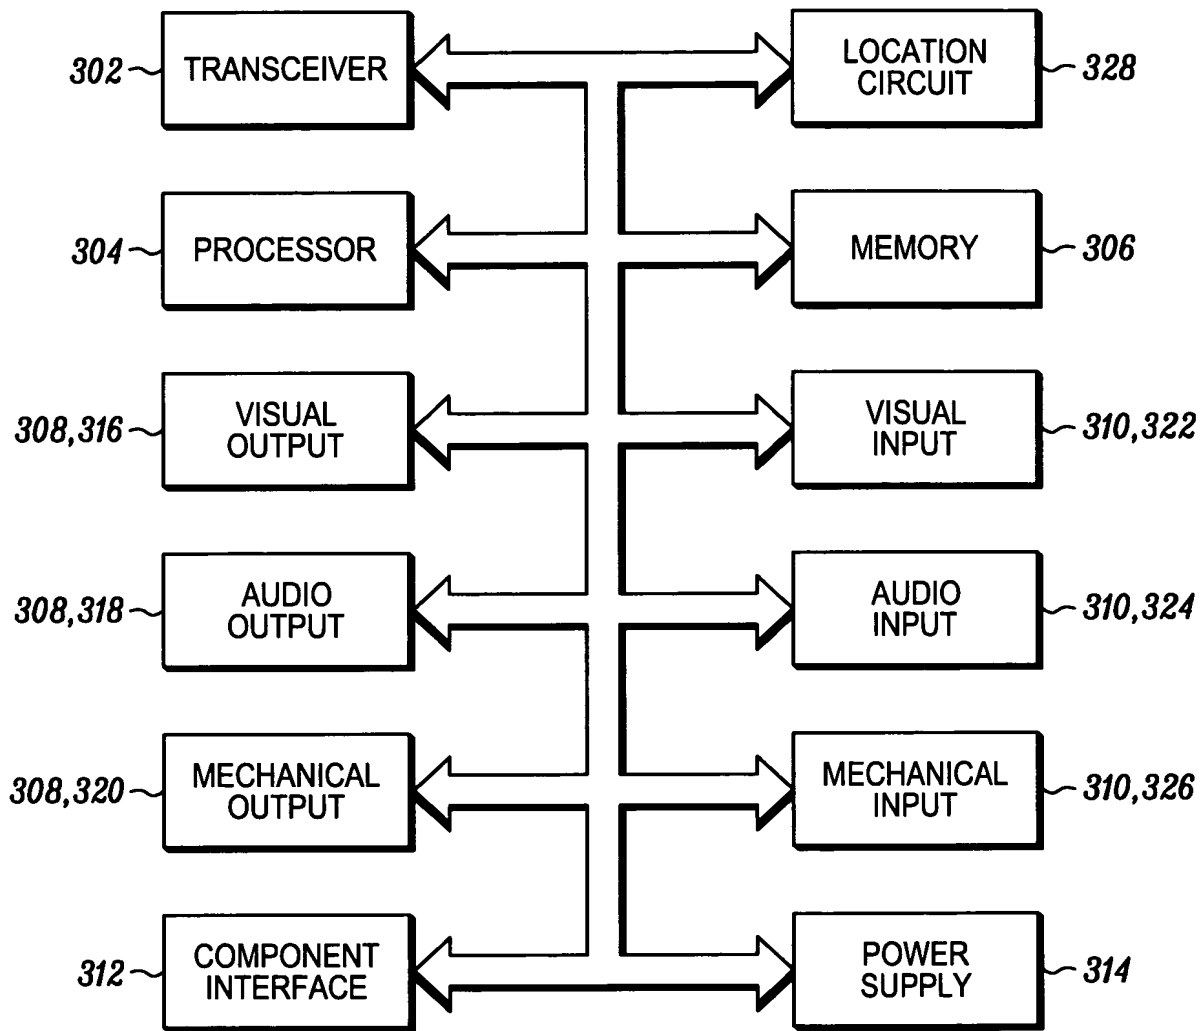 302 TRANSCEIVER
LOCATION
CIRCUIT 328
304 PROCESSOR
MEMORY 306
308,316 VISUAL
OUTPUT
VISUAL
INPUT 310,322
308,318 AUDIO
OUTPUT
AUDIO
INPUT 310,324
308,320 MECHANICAL
OUTPUT
MECHANICAL
INPUT 310,326
312 COMPONENT
INTERFACE
POWER
SUPPLY 314